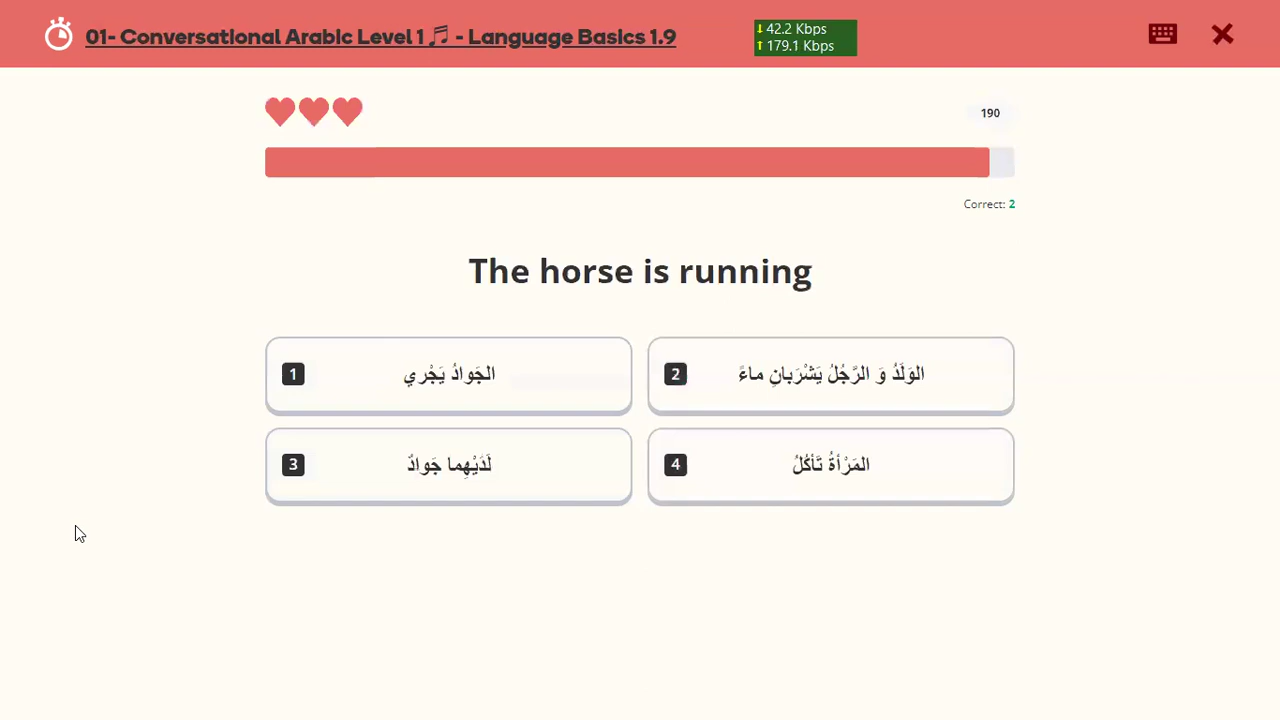 01- Conversational Arabic Level 1 🎵 - Language Basics 1.9
↓ 42.2 Kbps
↑ 179.1 Kbps
190
Correct: 2
The horse is running
1 الجَوادُ يَجْري
2 الوَلَدُ وَ الرَّجُلُ يَشْرَبانِ ماءً
3 لَدَيْهِما جَوادٌ
4 المَرْأةُ تَأكُلُ